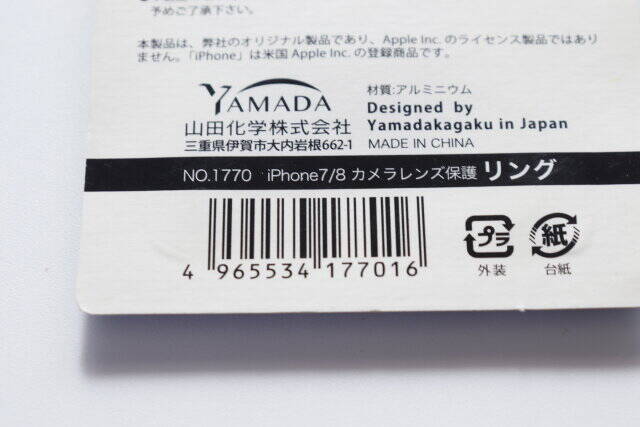 予めご了承下さい。
本製品は、弊社のオリジナル製品であり、Apple Inc. のライセンス製品ではあり
ません。「iPhone」は米国 Apple Inc. の登録商品です。
YAMADA
山田化学株式会社
三重県伊賀市大内岩根662-1
材質:アルミニウム
Designed by
Yamadakagaku in Japan
MADE IN CHINA
NO.1770 iPhone7/8 カメラレンズ保護 リング
4 965534 177016
プラ
外装
紙
台紙